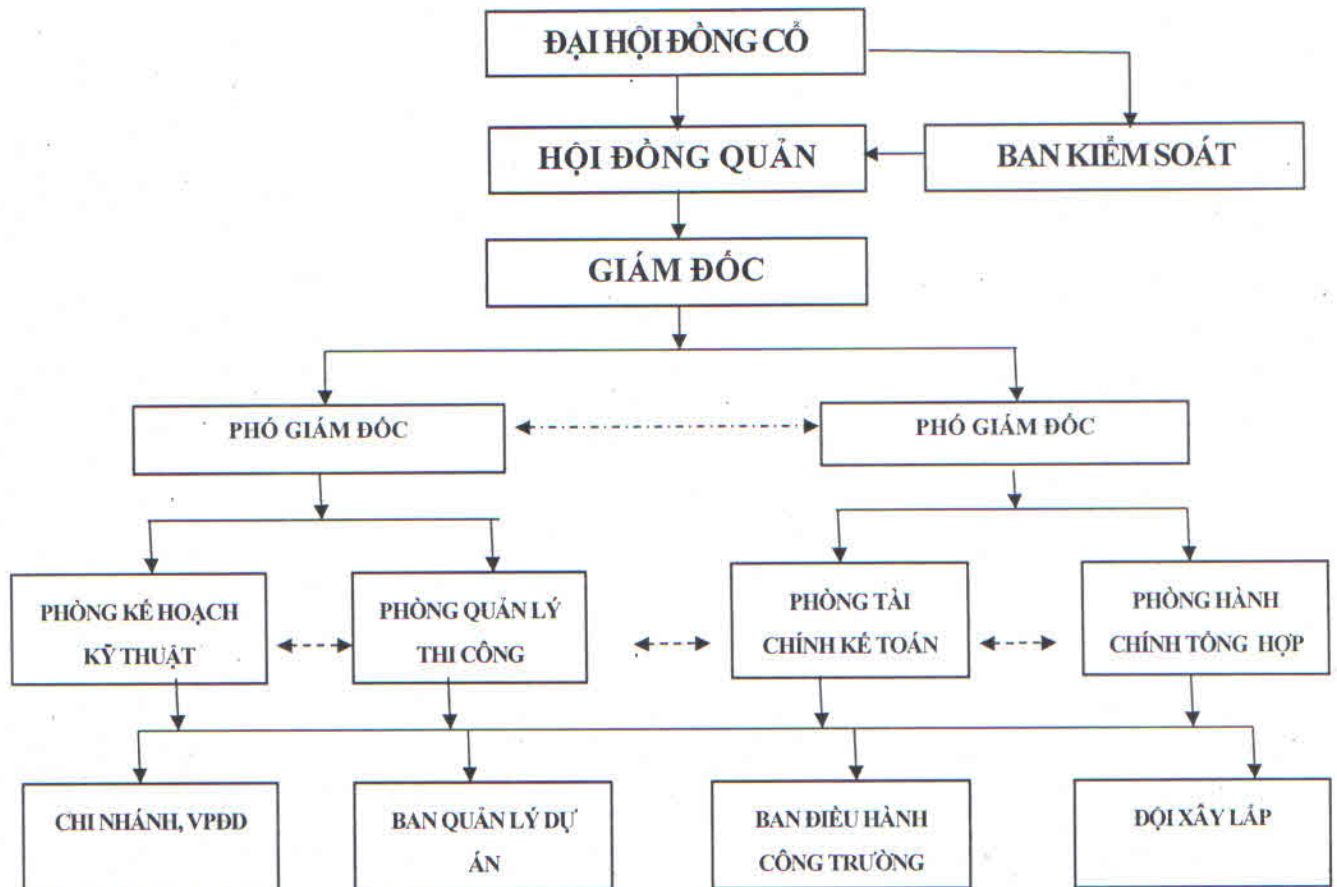 ĐẠI HỘI ĐỒNG CỔ
HỘI ĐỒNG QUẢN
BAN KIỂM SOÁT
GIÁM ĐỐC
PHÓ GIÁM ĐỐC
PHÓ GIÁM ĐỐC
PHÒNG KẾ HOẠCH
KỸ THUẬT
PHÒNG QUẢN LÝ
THI CÔNG
PHÒNG TÀI
CHÍNH KẾ TOÁN
PHÒNG HÀNH
CHÍNH TỔNG HỢP
CHI NHÁNH, VPĐD
BAN QUẢN LÝ DỰ
ÁN
BAN ĐIỀU HÀNH
CÔNG TRƯỜNG
ĐỘI XÂY LẮP